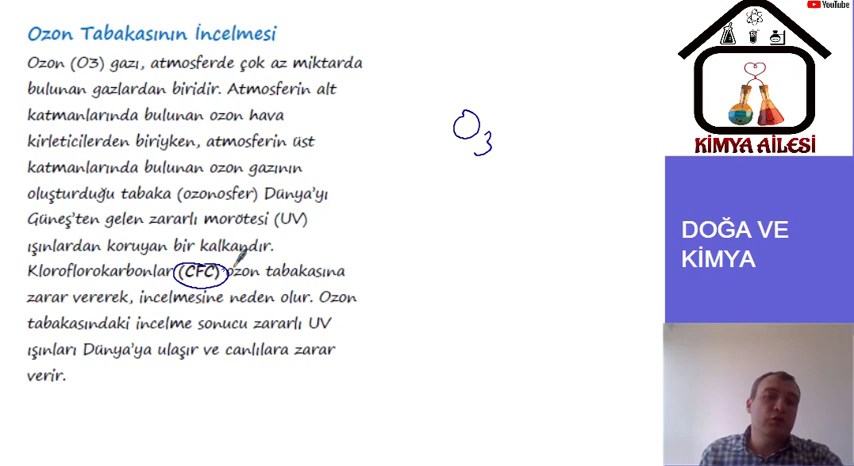 Ozon Tabakasının İncelmesi
Ozon (O3) gazı, atmosferde çok az miktarda
bulunan gazlardan biridir. Atmosferin alt
katmanlarında bulunan ozon hava
kirleticilerden biriyken, atmosferin üst
katmanlarında bulunan ozon gazının
oluşturduğu tabaka (ozonosfer) Dünya'yı
Güneş'ten gelen zararlı morötesi (UV)
ışınlardan koruyan bir kalkandır.
Kloroflorokarbonlar (CFC) ozon tabakasına
zarar vererek, incelmesine neden olur. Ozon
tabakasındaki incelme sonucu zararlı UV
ışınları Dünya'ya ulaşır ve canlılara zarar
verir.
O3
YouTube
KİMYA AİLESİ
DOĞA VE
KİMYA